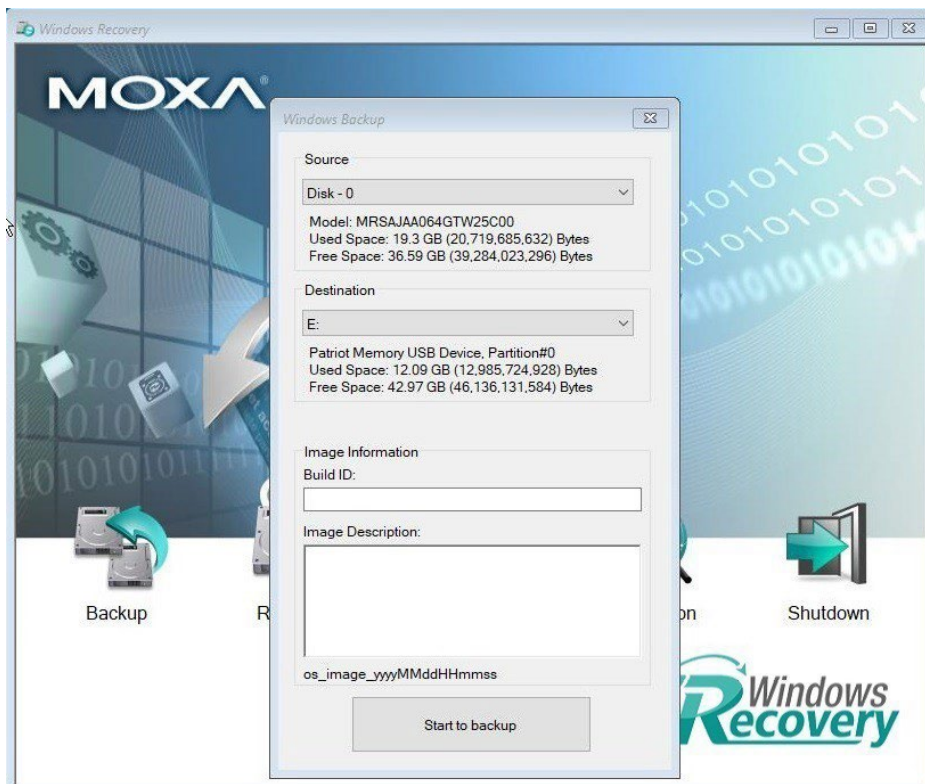 Windows Recovery
MOXA®
Windows Backup
Source
Disk - 0
Model: MRSAJAA064GTW25C00
Used Space: 19.3 GB (20,719,685,632) Bytes
Free Space: 36.59 GB (39,284,023,296) Bytes
Destination
E:
Patriot Memory USB Device, Partition#0
Used Space: 12.09 GB (12,985,724,928) Bytes
Free Space: 42.97 GB (46,136,131,584) Bytes
Image Information
Build ID:
Image Description:
os_image_yyyyMMddHHmmss
Start to backup
Backup
R
on
Shutdown
Windows
Recovery